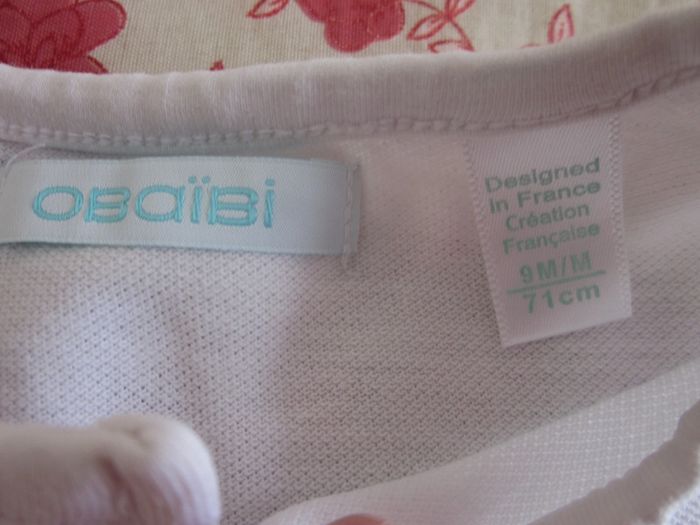 OBaïBi
Designed
in France
Création
Française
9M/M
71cm